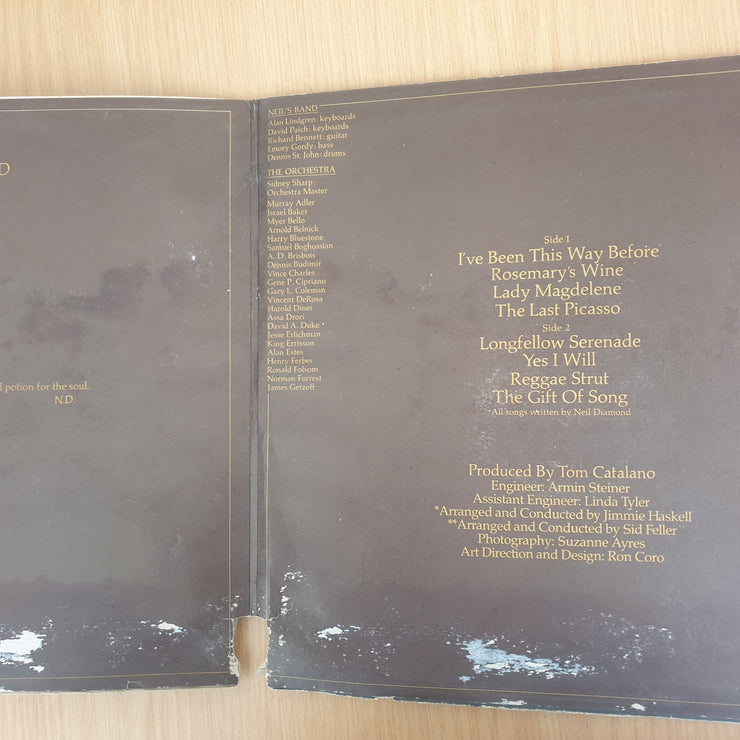 D
l potion for the soul.
N.D.
NEIL'S BAND
Alan Lindgren: keyboards
David Paich: keyboards
Richard Bennett: guitar
Emory Gordy: bass
Dennis St. John: drums
THE ORCHESTRA
Sidney Sharp:
Orchestra Master
Murray Adler
Israel Baker
Myer Bello
Arnold Belnick
Harry Bluestone
Samuel Boghossian
A. D. Brisbois
Dennis Budimir
Vince Charles
Gene P. Cipriano
Gary L. Coleman
Vincent DeRosa
Harold Diner
Assa Drori
David A. Duke
Jesse Erlichman
King Errisson
Alan Estes
Henry Ferber
Ronald Folsom
Norman Forrest
James Getzoff
Side 1
I've Been This Way Before
Rosemary's Wine
Lady Magdelene
The Last Picasso
Side 2
Longfellow Serenade
Yes I Will
Reggae Strut
The Gift Of Song
All songs written by Neil Diamond
Produced By Tom Catalano
Engineer: Armin Steiner
Assistant Engineer: Linda Tyler
*Arranged and Conducted by Jimmie Haskell
**Arranged and Conducted by Sid Feller
Photography: Suzanne Ayres
Art Direction and Design: Ron Coro